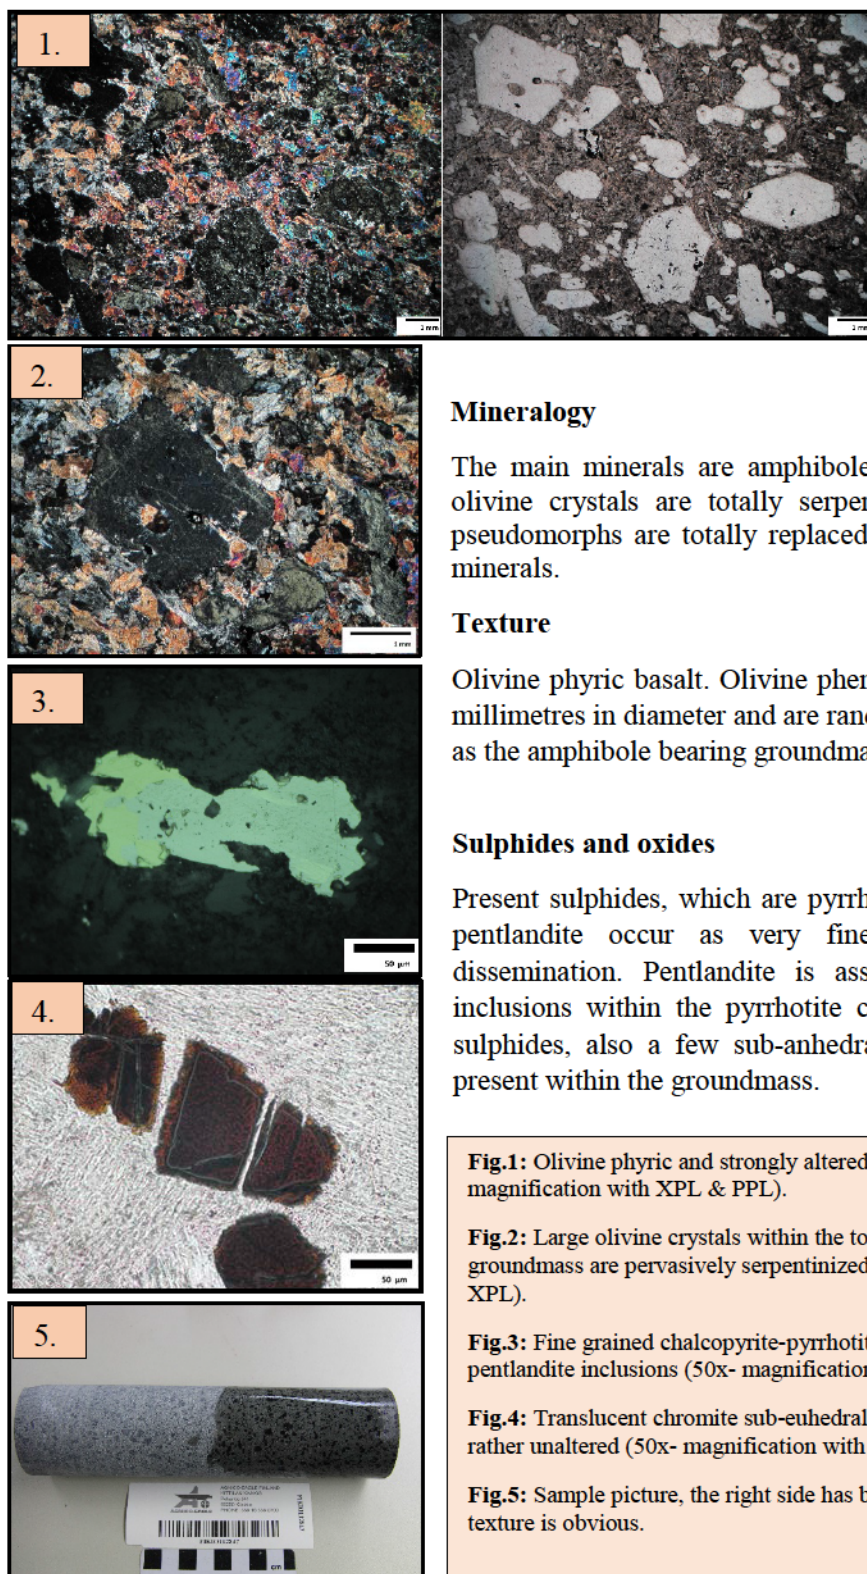 1.
2 mm
2 mm
2.
1 mm
Mineralogy
The main minerals are amphibole
olivine crystals are totally serpen
pseudomorphs are totally replaced
minerals.
Texture
Olivine phyric basalt. Olivine phen
millimetres in diameter and are rand
as the amphibole bearing groundma
3.
50 µm
Sulphides and oxides
Present sulphides, which are pyrrh
pentlandite occur as very fine
dissemination. Pentlandite is ass
inclusions within the pyrrhotite c
sulphides, also a few sub-anhedra
present within the groundmass.
4.
50 µm
Fig.1: Olivine phyric and strongly altered
magnification with XPL & PPL).
Fig.2: Large olivine crystals within the to
groundmass are pervasively serpentinized
XPL).
Fig.3: Fine grained chalcopyrite-pyrrhotit
pentlandite inclusions (50x- magnification
Fig.4: Translucent chromite sub-euhedral
rather unaltered (50x- magnification with
Fig.5: Sample picture, the right side has b
texture is obvious.
5.
cm